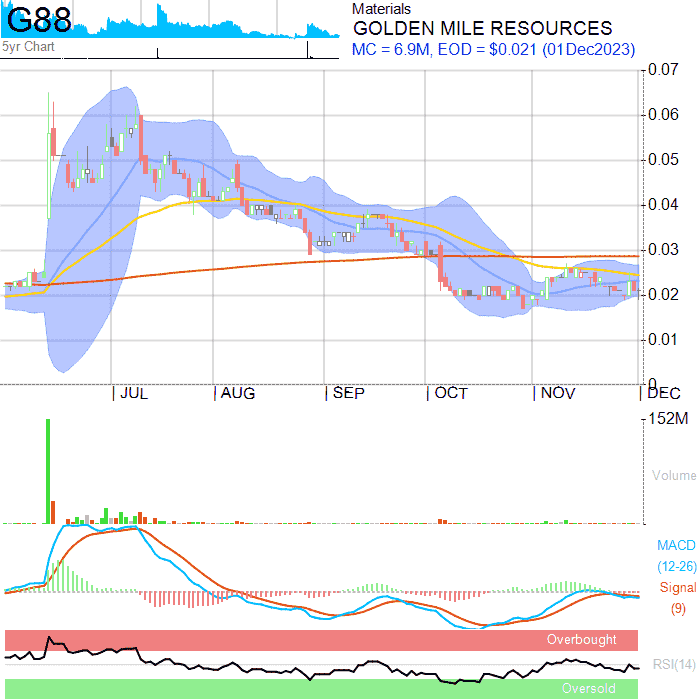 G88
5yr Chart
Materials
GOLDEN MILE RESOURCES
MC = 6.9M, EOD = $0.021 (01Dec2023)
0.07
0.06
0.05
0.04
0.03
0.02
0.01
0
JUL AUG SEP OCT NOV DEC
152M
Volume
MACD
(12-26)
Signal
(9)
Overbought
RSI(14)
Oversold